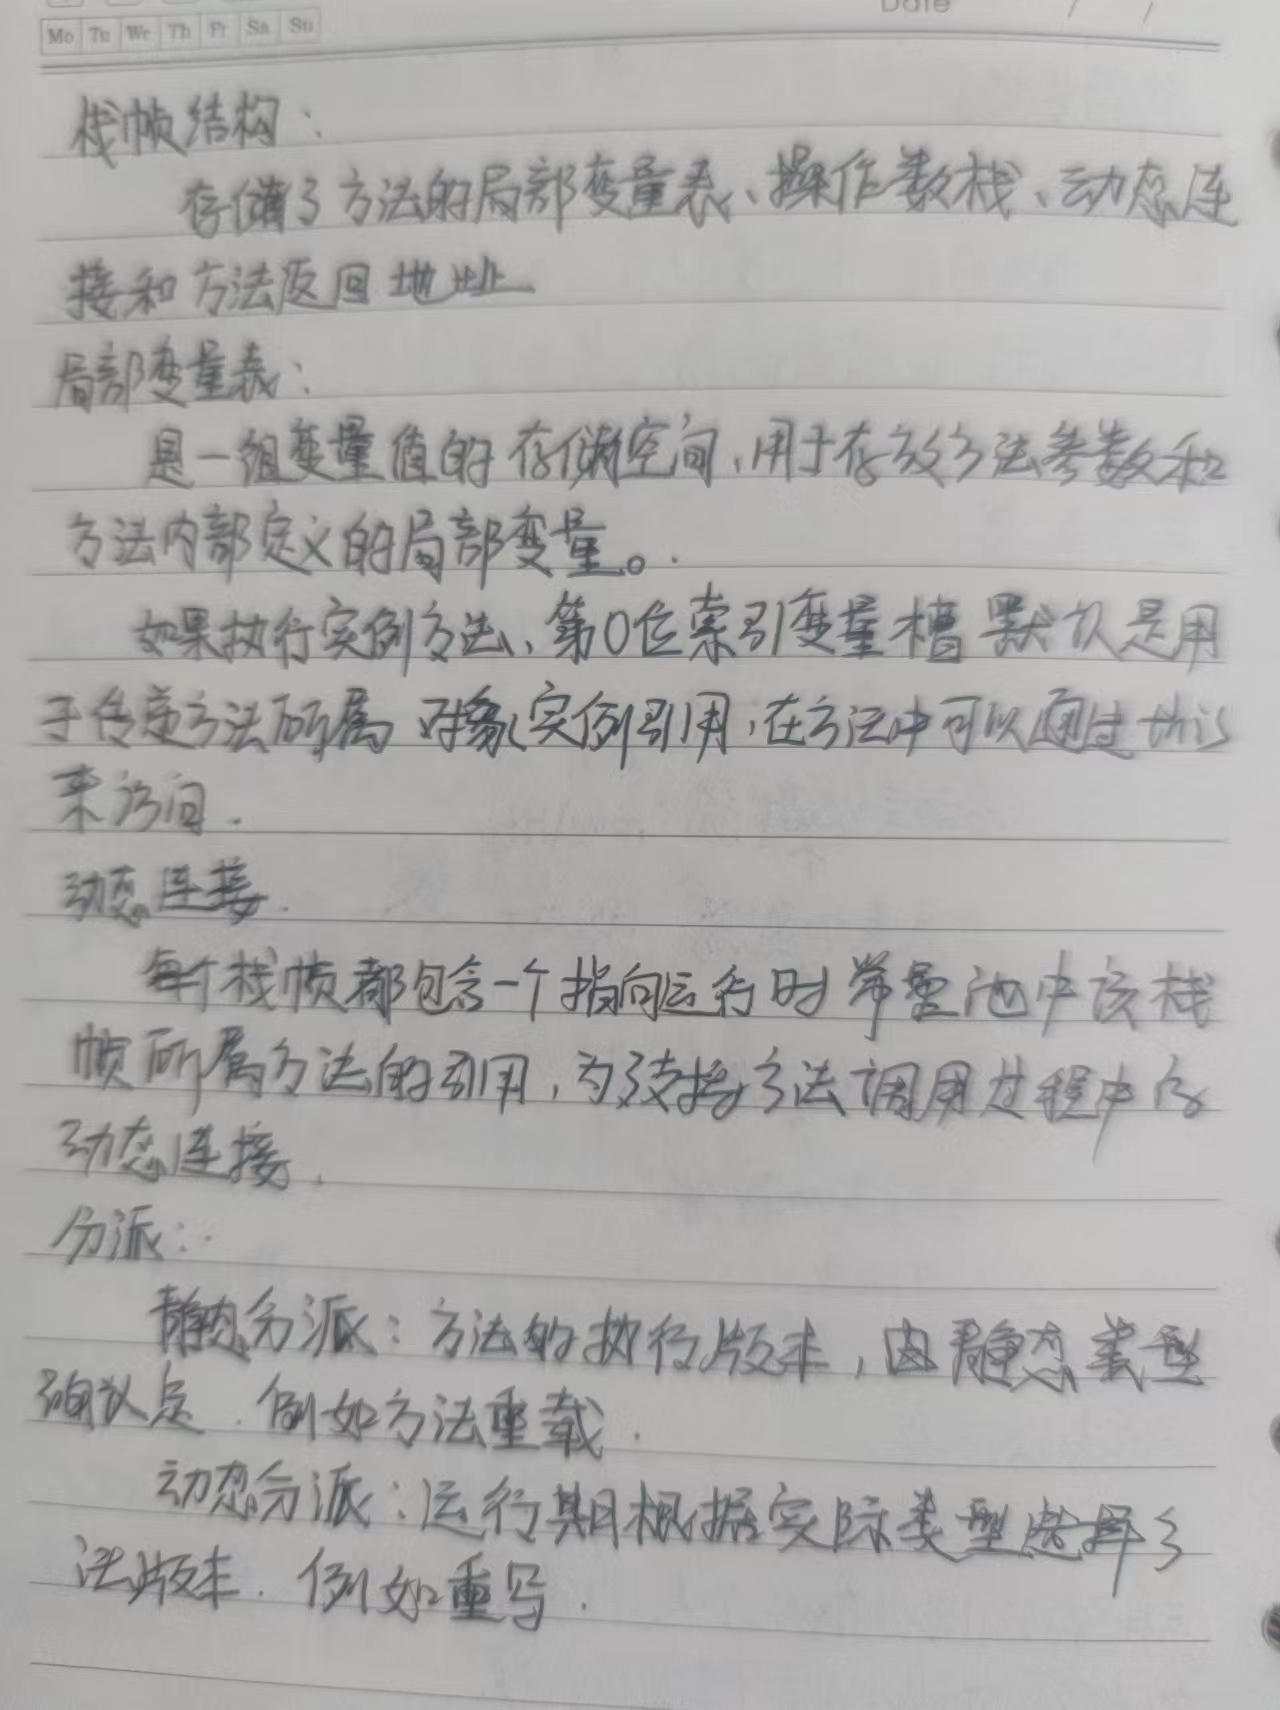 Date / /
Mo Tu We Th Fr Sa Su
栈帧结构：
存储了方法的局部变量表、操作数栈、动态连
接和方法返回地址
局部变量表：
是一组变量值的存储空间,用于存放方法参数和
方法内部定义的局部变量。
如果执行实例方法,第0位索引变量槽默认是用
于传递方法所属对象实例引用,在方法中可以通过this
来访问.
动态连接.
每个栈帧都包含一个指向运行时常量池中该栈
帧所属方法的引用,为了支持方法调用过程中的
动态连接.
分派：
静态分派：方法的执行版本,由静态类型
确认定.例如方法重载.
动态分派：运行期根据实际类型选择方
法版本.例如重写.